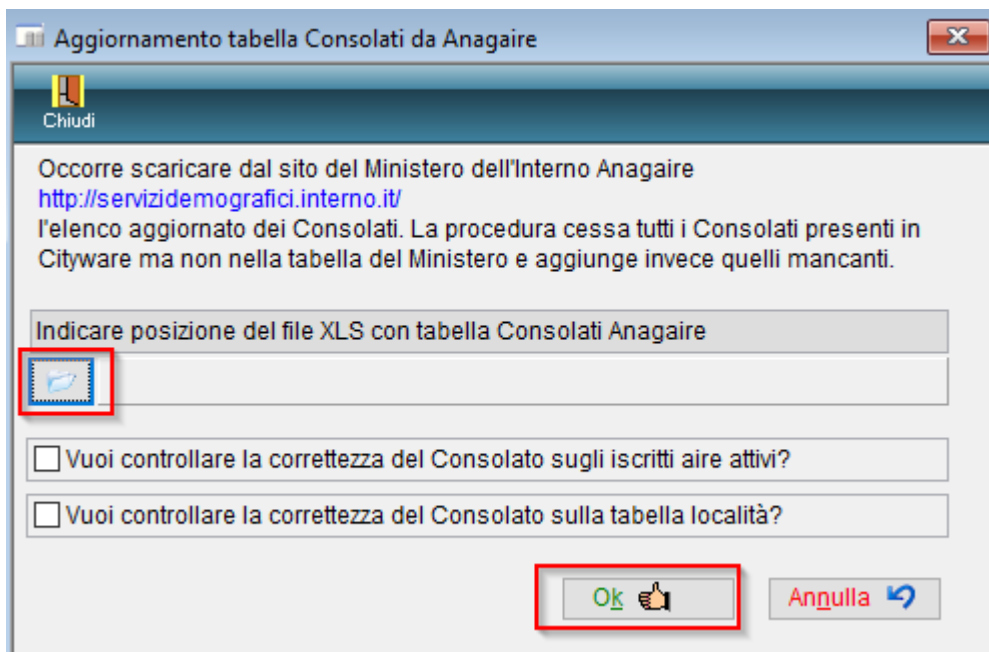 Aggiornamento tabella Consolati da Anagaire
Chiudi
Occorre scaricare dal sito del Ministero dell'Interno Anagaire
http://servizidemografici.interno.it/
l'elenco aggiornato dei Consolati. La procedura cessa tutti i Consolati presenti in
Cityware ma non nella tabella del Ministero e aggiunge invece quelli mancanti.
Indicare posizione del file XLS con tabella Consolati Anagaire
Vuoi controllare la correttezza del Consolato sugli iscritti aire attivi?
Vuoi controllare la correttezza del Consolato sulla tabella località?
Ok Annulla